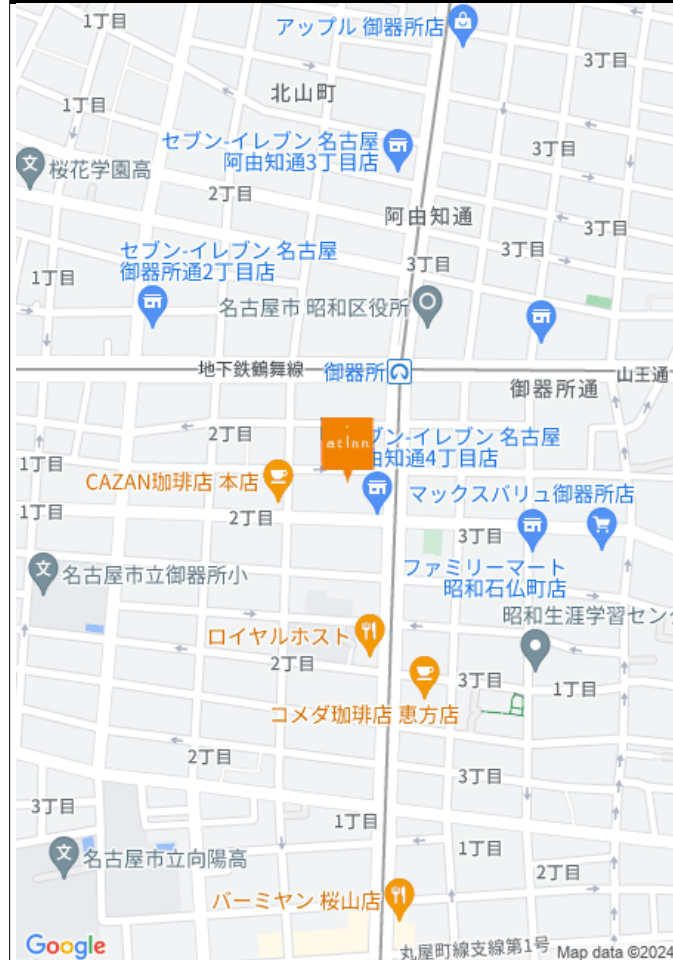 1丁目
アップル 御器所店
3丁目
北山町
1丁目
セブン-イレブン 名古屋
阿由知通3丁目店
3丁目
桜花学園高
2丁目
阿由知通
3丁目
セブン-イレブン 名古屋
御器所通2丁目店
3丁目
3丁目
1丁目
名古屋市 昭和区役所
地下鉄鶴舞線
御器所
御器所通
山王通
2丁目
atInn
ブン-イレブン 名古屋
由知通4丁目店
1丁目
CAZAN珈琲店 本店
マックスバリュ御器所店
1丁目
2丁目
3丁目
ファミリーマート
昭和石仏町店
名古屋市立御器所小
昭和生涯学習センタ
ロイヤルホスト
2丁目
3丁目
1丁目
コメダ珈琲店 恵方店
2丁目
3丁目
3丁目
1丁目
1丁目
名古屋市立向陽高
2丁目
バーミヤン 桜山店
Google
丸屋町線支線第1号
Map data ©2024